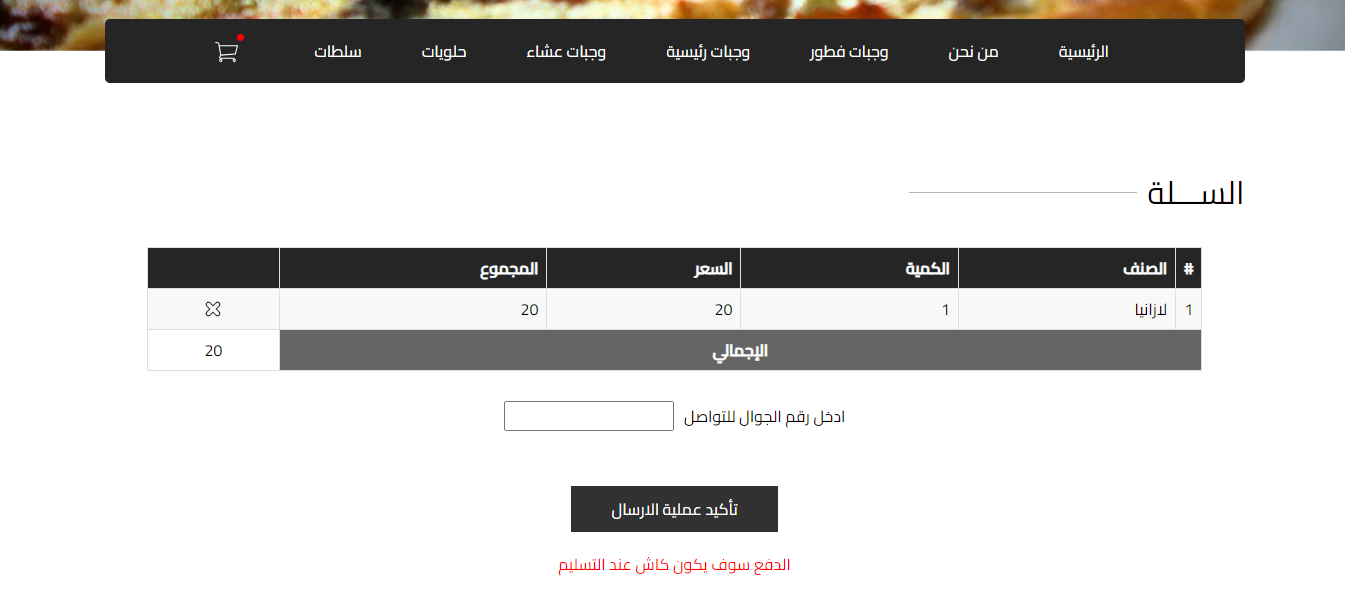 الرئيسية من نحن وجبات فطور وجبات رئيسية وجبات عشاء حلويات سلطات
الســـلة
# الصنف الكمية السعر المجموع
1 لازانيا 1 20 20
الإجمالي 20
ادخل رقم الجوال للتواصل
تأكيد عملية الارسال
الدفع سوف يكون كاش عند التسليم